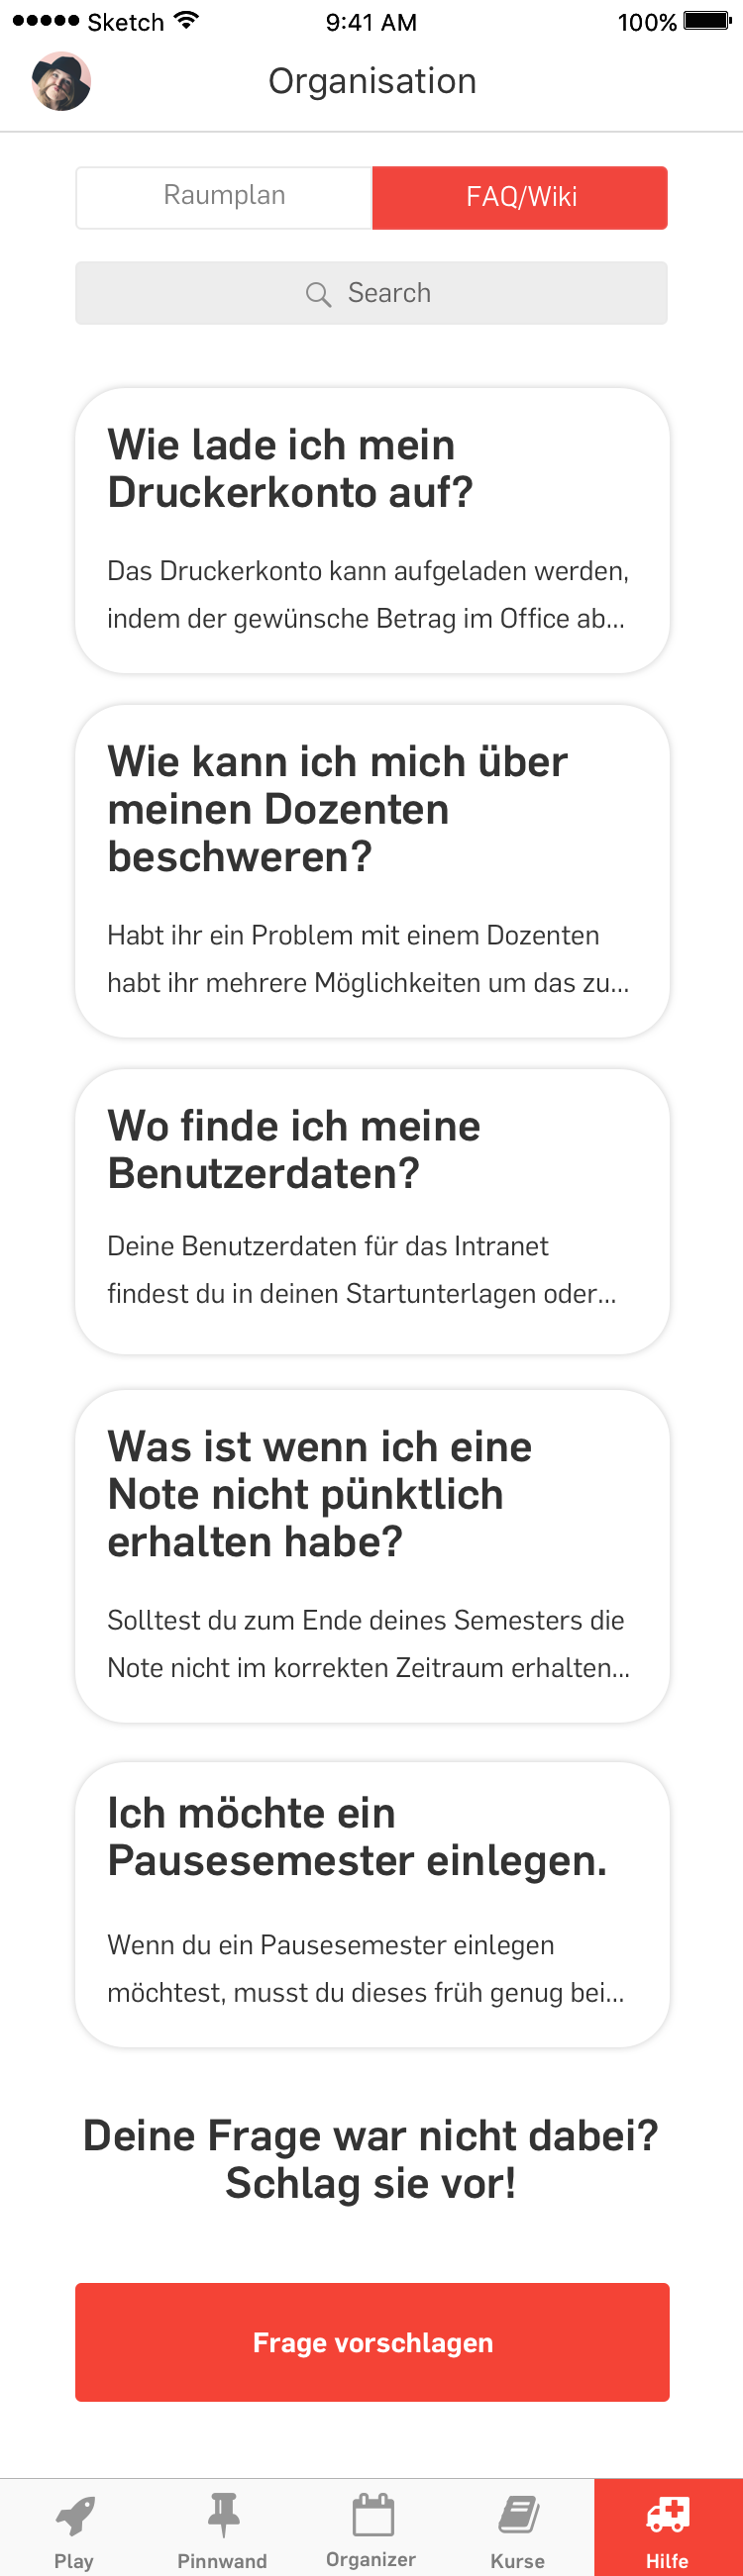 Sketch 9:41 AM 100%
Organisation
Raumplan FAQ/Wiki
Search
Wie lade ich mein
Druckerkonto auf?
Das Druckerkonto kann aufgeladen werden,
indem der gewünsche Betrag im Office ab...
Wie kann ich mich über
meinen Dozenten
beschweren?
Habt ihr ein Problem mit einem Dozenten
habt ihr mehrere Möglichkeiten um das zu...
Wo finde ich meine
Benutzerdaten?
Deine Benutzerdaten für das Intranet
findest du in deinen Startunterlagen oder...
Was ist wenn ich eine
Note nicht pünktlich
erhalten habe?
Solltest du zum Ende deines Semesters die
Note nicht im korrekten Zeitraum erhalten...
Ich möchte ein
Pausesemester einlegen.
Wenn du ein Pausesemester einlegen
möchtest, musst du dieses früh genug bei...
Deine Frage war nicht dabei?
Schlag sie vor!
Frage vorschlagen
Play Pinnwand Organizer Kurse Hilfe